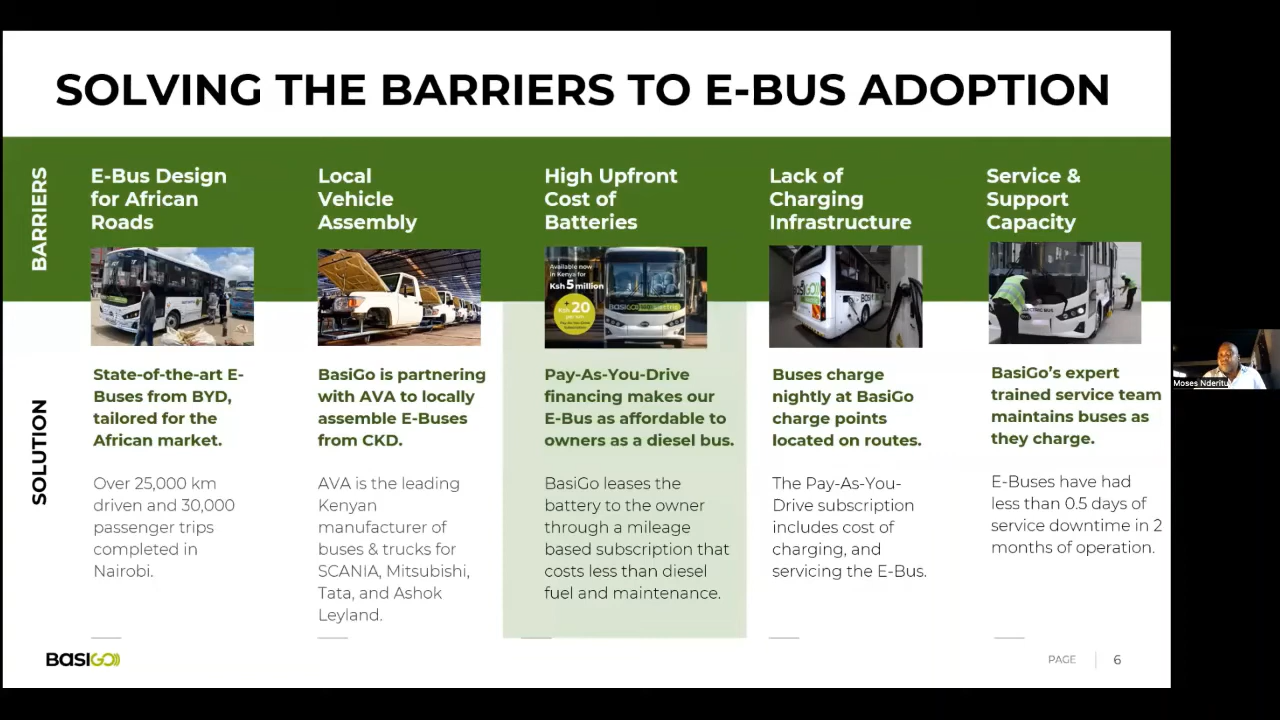 SOLVING THE BARRIERS TO E-BUS ADOPTION
BARRIERS
E-Bus Design
for African
Roads
Local
Vehicle
Assembly
High Upfront
Cost of
Batteries
Lack of
Charging
Infrastructure
Service &
Support
Capacity
Available now
in Kenya for
Ksh 5 million
+
Ksh 20
BASIGO
ELECTRIC BUS
SOLUTION
State-of-the-art E-
Buses from BYD,
tailored for the
African market.
Over 25,000 km
driven and 30,000
passenger trips
completed in
Nairobi.
BasiGo is partnering
with AVA to locally
assemble E-Buses
from CKD.
AVA is the leading
Kenyan
manufacturer of
buses & trucks for
SCANIA, Mitsubishi,
Tata, and Ashok
Leyland.
Pay-As-You-Drive
financing makes our
E-Bus as affordable to
owners as a diesel bus.
BasiGo leases the
battery to the owner
through a mileage
based subscription that
costs less than diesel
fuel and maintenance.
Buses charge
nightly at BasiGo
charge points
located on routes.
The Pay-As-You-
Drive subscription
includes cost of
charging, and
servicing the E-Bus.
BasiGo’s expert
trained service team
maintains buses as
they charge.
E-Buses have had
less than 0.5 days of
service downtime in 2
months of operation.
BasiGO
PAGE 6
Moses Nderitu